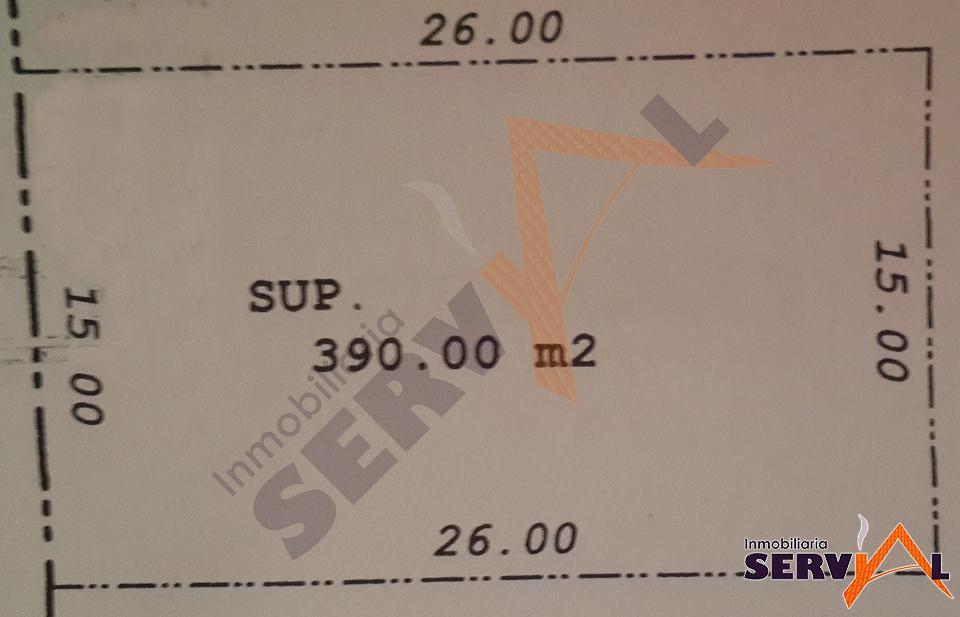 26.00
15.00
SUP.
390.00 m2
15 00
26.00
Inmobiliaria
SERVAL
Inmobiliaria
SERVAL